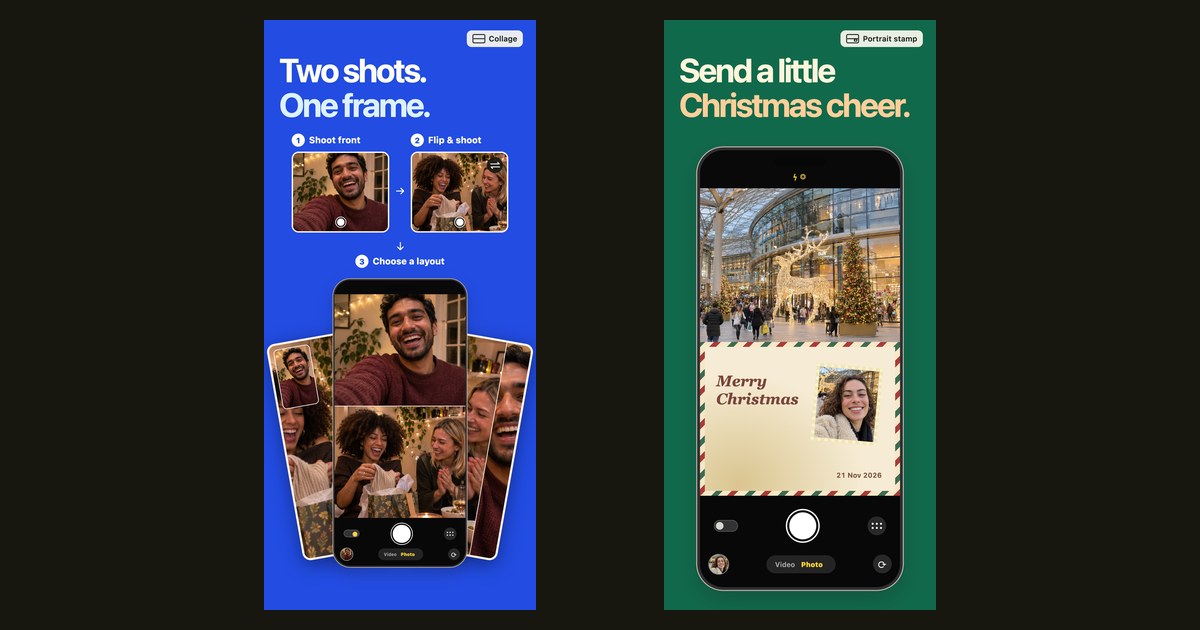 Collage
Two shots.
One frame.
1 Shoot front
2 Flip & shoot
3 Choose a layout
Video Photo
Portrait stamp
Send a little
Christmas cheer.
Merry
Christmas
21 Nov 2026
Video Photo